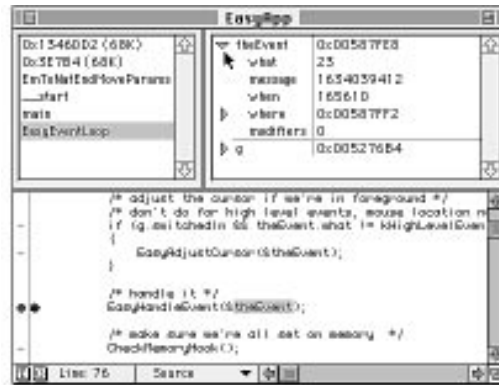 EasyApp
0x13460D2 (68K)
0x3E7B4 (68K)
EmToNatEndMoveParams
__start
main
EasyEventLoop
theEvent 0x00587FE8
what 23
message 1634039412
when 165610
where 0x00587FF2
modifiers 0
g 0x005276B4
/* adjust the cursor if we're in foreground */
/* don't do for high level events, mouse location
if (g.switchedIn && theEvent.what != kHighLevelEven
{
EasyAdjustCursor(&theEvent);
}
/* handle it */
EasyHandleEvent(&theEvent);
/* make sure we're all set on memory */
CheckMemoryHook();
Line: 76 Source